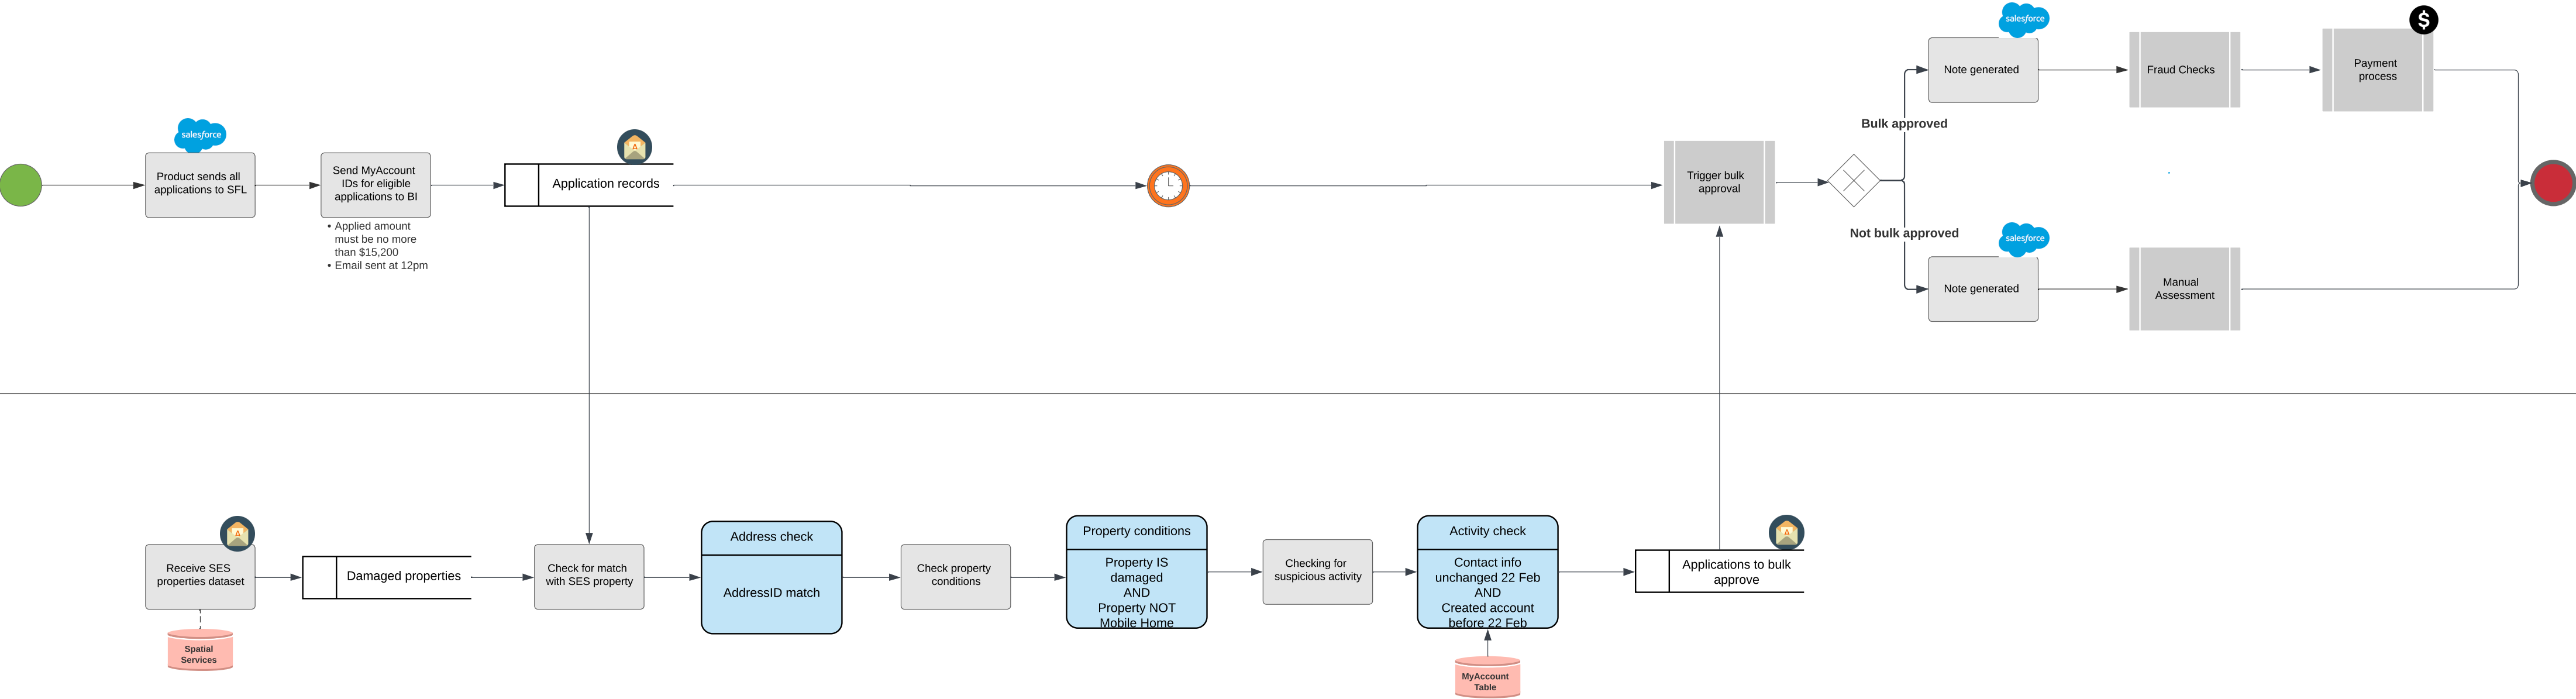 salesforce
Product sends all
applications to SFL
Send MyAccount
IDs for eligible
applications to BI
• Applied amount
must be no more
than $15,200
• Email sent at 12pm
Application records
Trigger bulk
approval
Bulk approved
Not bulk approved
salesforce
Note generated
Fraud Checks
$
Payment
process
salesforce
Note generated
Manual
Assessment
Receive SES
properties dataset
Spatial
Services
Damaged properties
Check for match
with SES property
Address check
AddressID match
Check property
conditions
Property conditions
Property IS
damaged
AND
Property NOT
Mobile Home
Checking for
suspicious activity
Activity check
Contact info
unchanged 22 Feb
AND
Created account
before 22 Feb
MyAccount
Table
Applications to bulk
approve